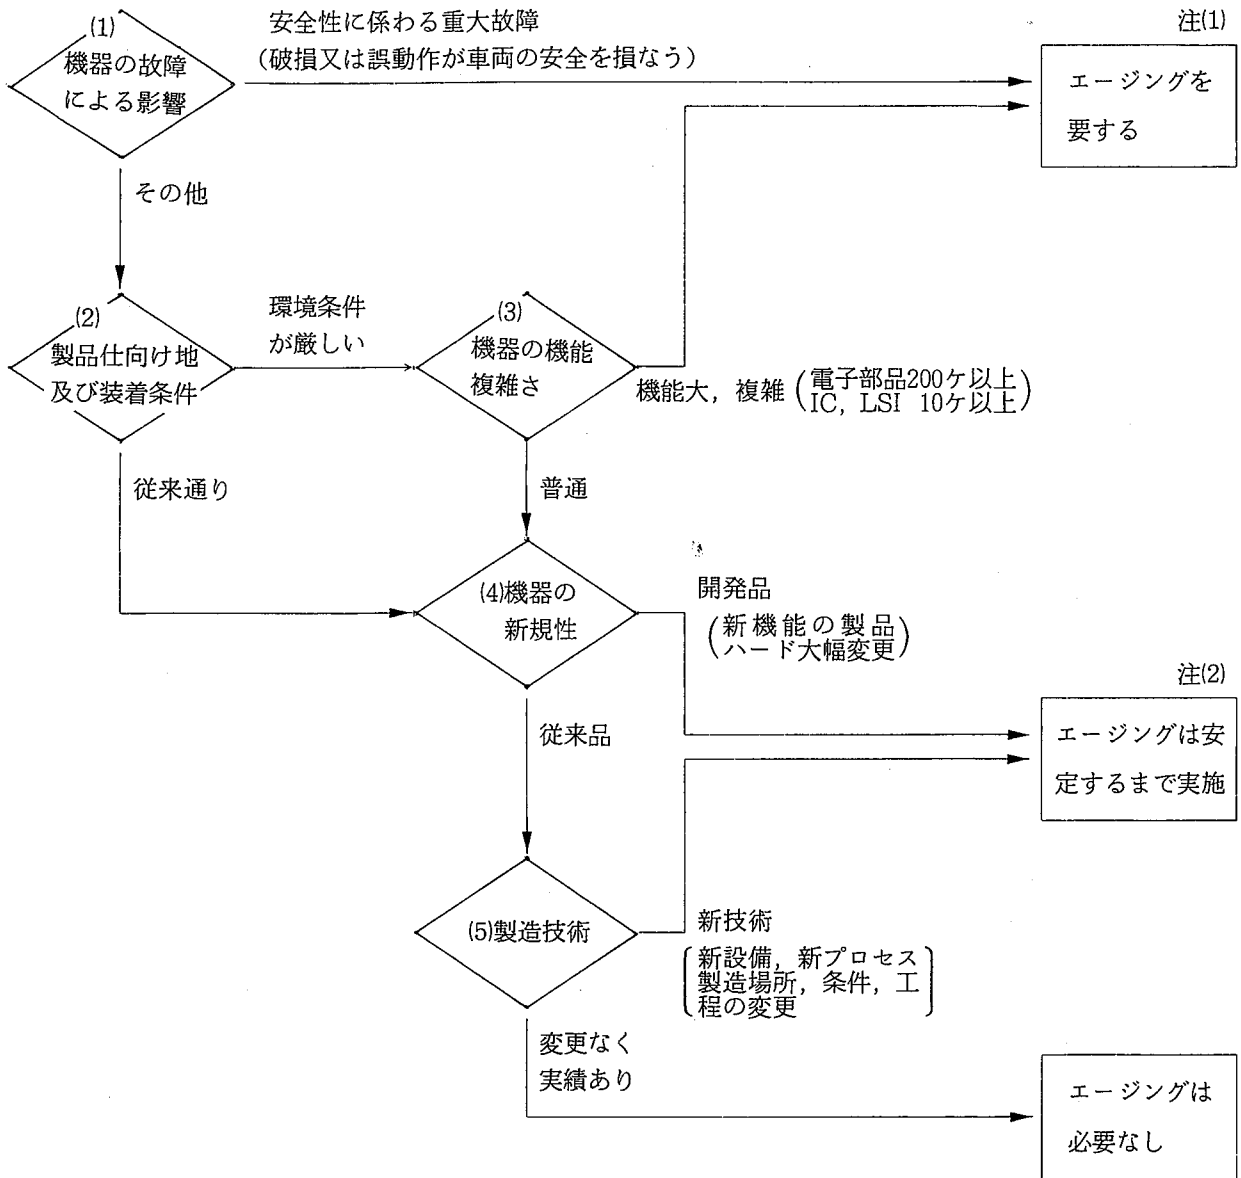 (1)
機器の故障
による影響
安全性に係わる重大故障
(破損又は誤動作が車両の安全を損なう)
注(1)
エージングを
要する
その他
(2)
製品仕向け地
及び装着条件
環境条件
が厳しい
(3)
機器の機能
複雑さ
機能大，複雑
電子部品200ケ以上
IC，LSI 10ケ以上
従来通り
普通
(4)機器の
新規性
開発品
(新機能の製品
ハード大幅変更)
注(2)
エージングは安
定するまで実施
従来品
(5)製造技術
新技術
新設備，新プロセス
製造場所，条件，工
程の変更
変更なく
実績あり
エージングは
必要なし